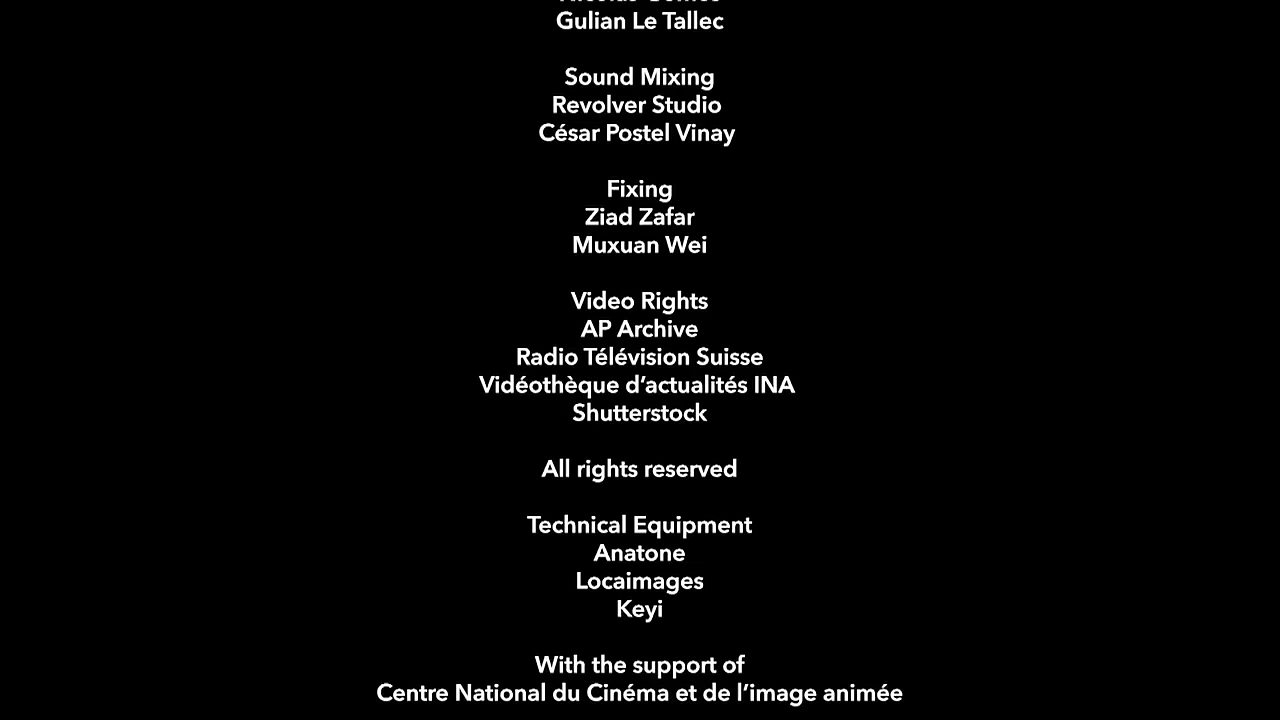 Gulian Le Tallec
Sound Mixing
Revolver Studio
César Postel Vinay
Fixing
Ziad Zafar
Muxuan Wei
Video Rights
AP Archive
Radio Télévision Suisse
Vidéothèque d’actualités INA
Shutterstock
All rights reserved
Technical Equipment
Anatone
Locaimages
Keyi
With the support of
Centre National du Cinéma et de l’image animée